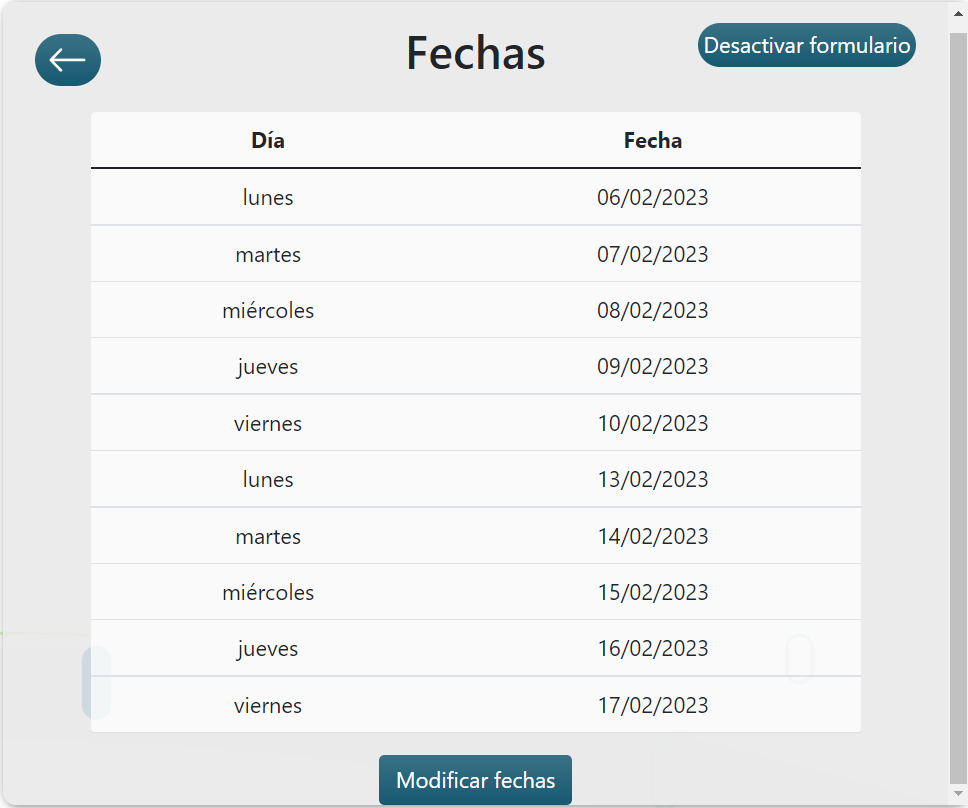 Fechas
Desactivar formulario
Día Fecha
lunes 06/02/2023
martes 07/02/2023
miércoles 08/02/2023
jueves 09/02/2023
viernes 10/02/2023
lunes 13/02/2023
martes 14/02/2023
miércoles 15/02/2023
jueves 16/02/2023
viernes 17/02/2023
Modificar fechas